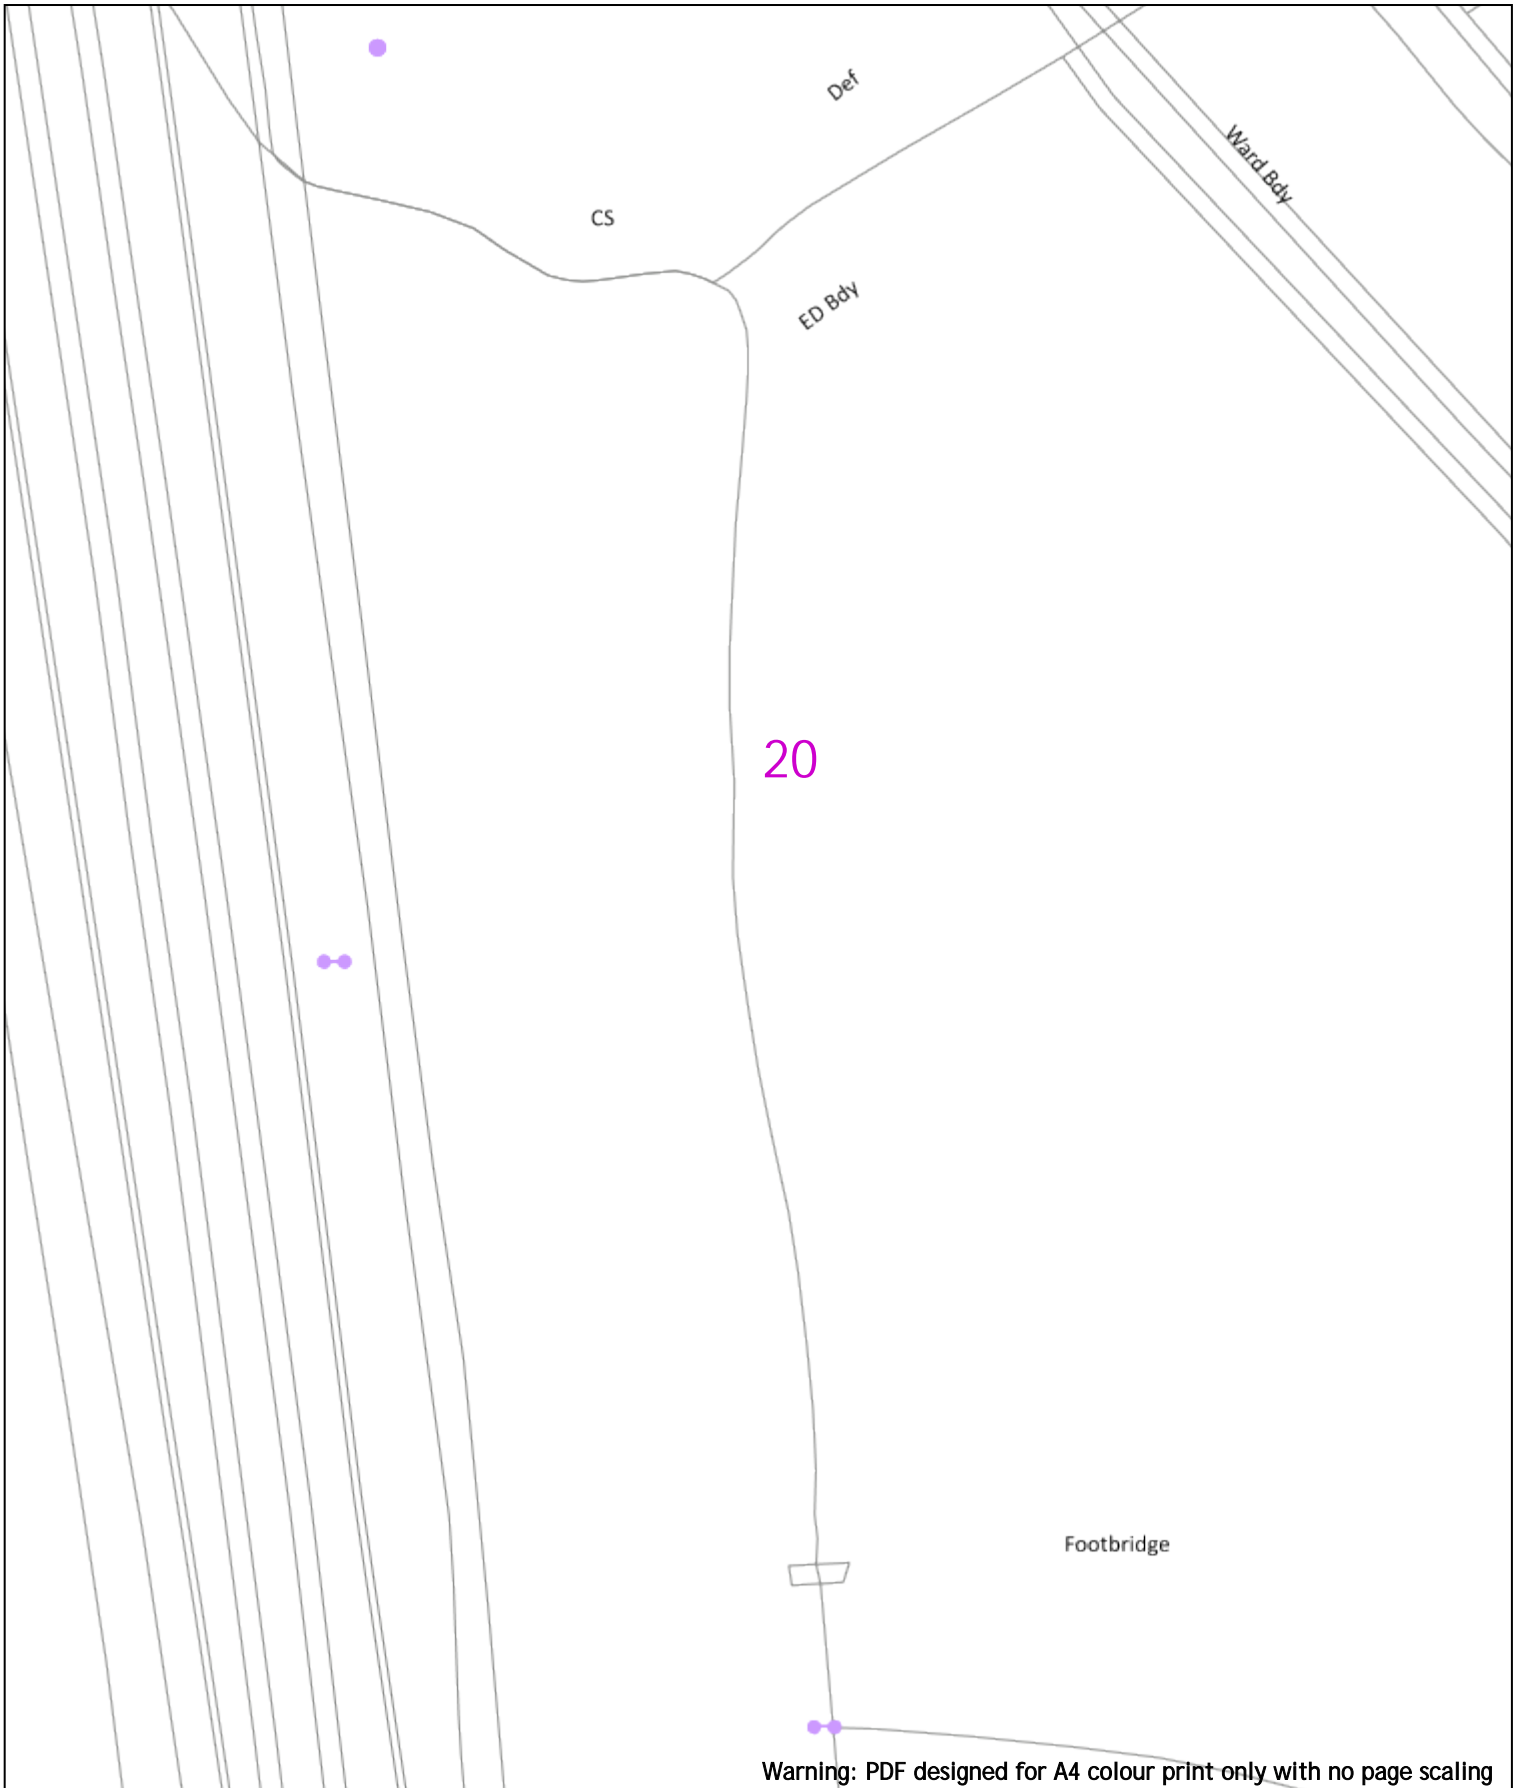 Def
Ward Bdy
CS
ED Bdy
20
Footbridge
Warning: PDF designed for A4 colour print only with no page scaling